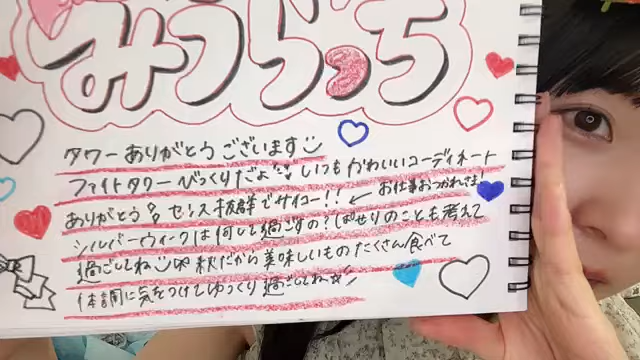 みうらっち
タワーありがとうございます
ファイトタワーびっくりだよ いつもかわいいコーディネート
ありがとう センス抜群でサイコー!! ← お仕事おつかれさま!
シルバーウィークは何して過ごすの?ぱせりのことも考えて
過ごしてね 秋だから美味しいものたくさん食べて
体調に気をつけてゆっくり過ごしてね